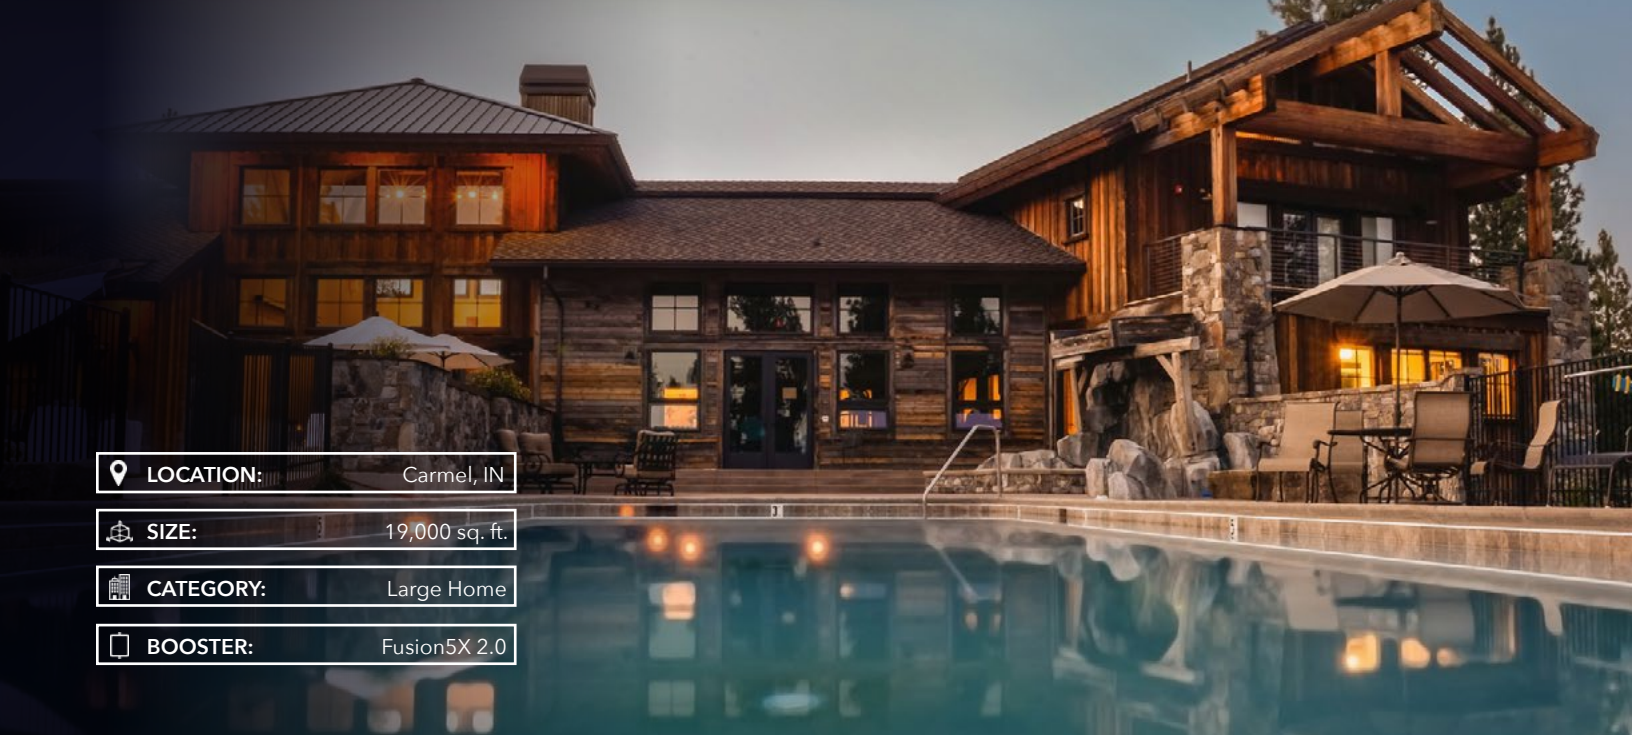 LOCATION: Carmel, IN
SIZE: 19,000 sq. ft.
CATEGORY: Large Home
BOOSTER: Fusion5X 2.0